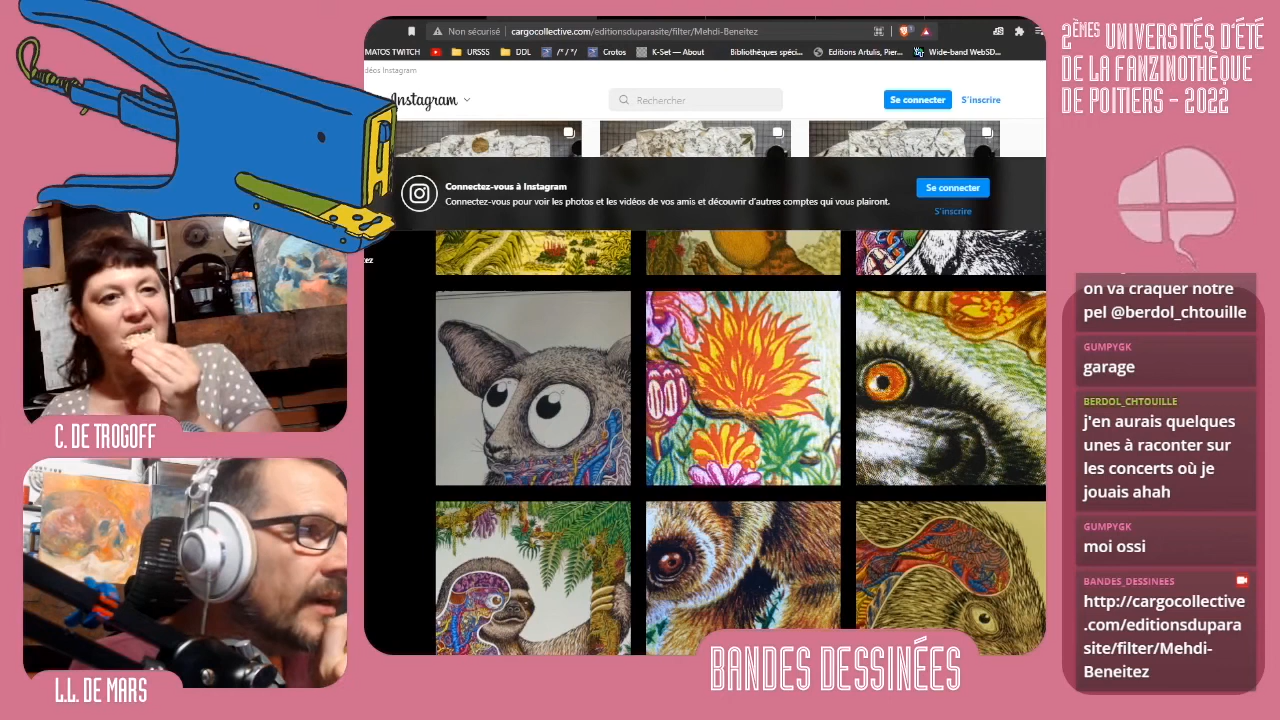 Non sécurisé | cargocollective.com/editionsduparasite/filter/Mehdi-Beneitez
MATOS TWITCH URSSS DDL /*'*/ Crotos K-Set — About Bibliothèques spéci... Editions Artulis, Pier... Wide-band WebSD...
déos Instagram
Instagram
Rechercher
Se connecter S'inscrire
Connectez-vous à Instagram
Connectez-vous pour voir les photos et les vidéos de vos amis et découvrir d'autres comptes qui vous plairont.
Se connecter
S'inscrire
ez
C. DE TROGOFF
L.L. DE MARS
BANDES DESSINÉES
2ÈMES UNIVERSITÉS D'ÉTÉ
DE LA FANZINOTHÈQUE
DE POITIERS - 2022
on va craquer notre
pel @berdol_chtouille
GUMPYGK
garage
BERDOL_CHTOUILLE
j'en aurais quelques
unes à raconter sur
les concerts où je
jouais ahah
GUMPYGK
moi ossi
BANDES_DESSINEES
http://cargocollective
.com/editionsdupara
site/filter/Mehdi-
Beneitez